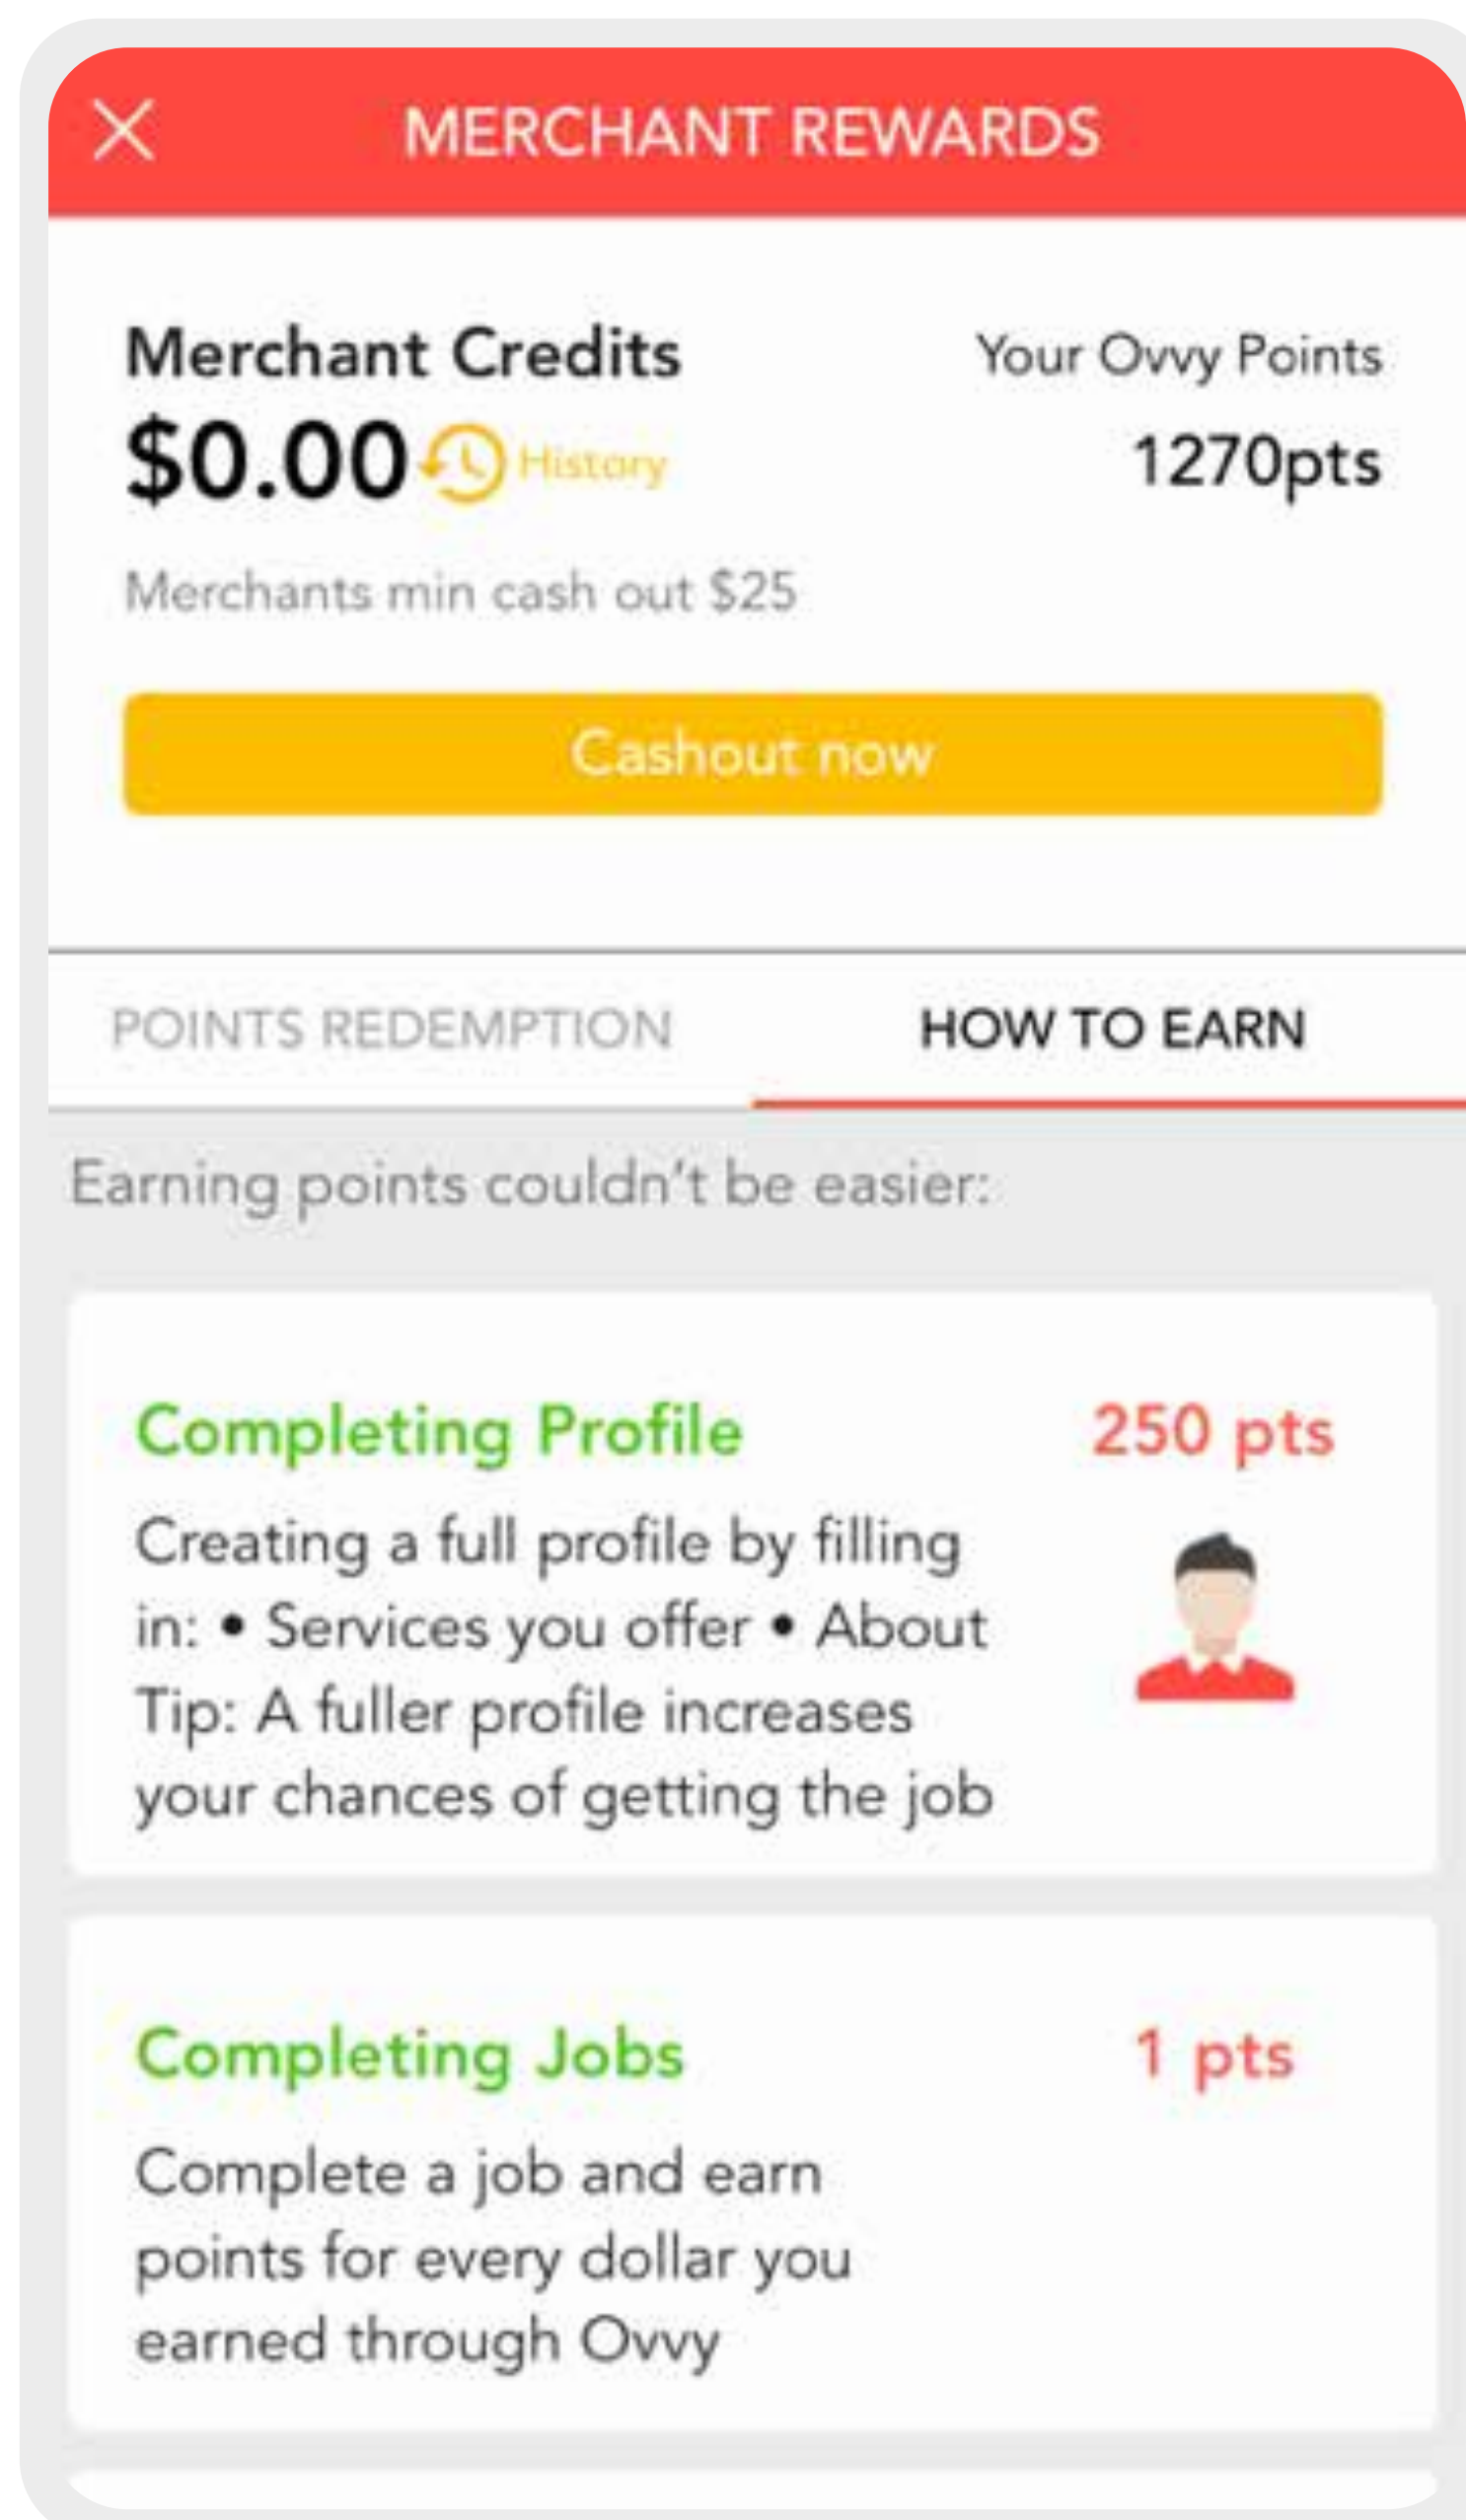 MERCHANT REWARDS
Merchant Credits
Your Ovvy Points
$0.00 History
1270pts
Merchants min cash out $25
Cashout now
POINTS REDEMPTION
HOW TO EARN
Earning points couldn't be easier:
Completing Profile
250 pts
Creating a full profile by filling
in: • Services you offer • About
Tip: A fuller profile increases
your chances of getting the job
Completing Jobs
1 pts
Complete a job and earn
points for every dollar you
earned through Ovvy